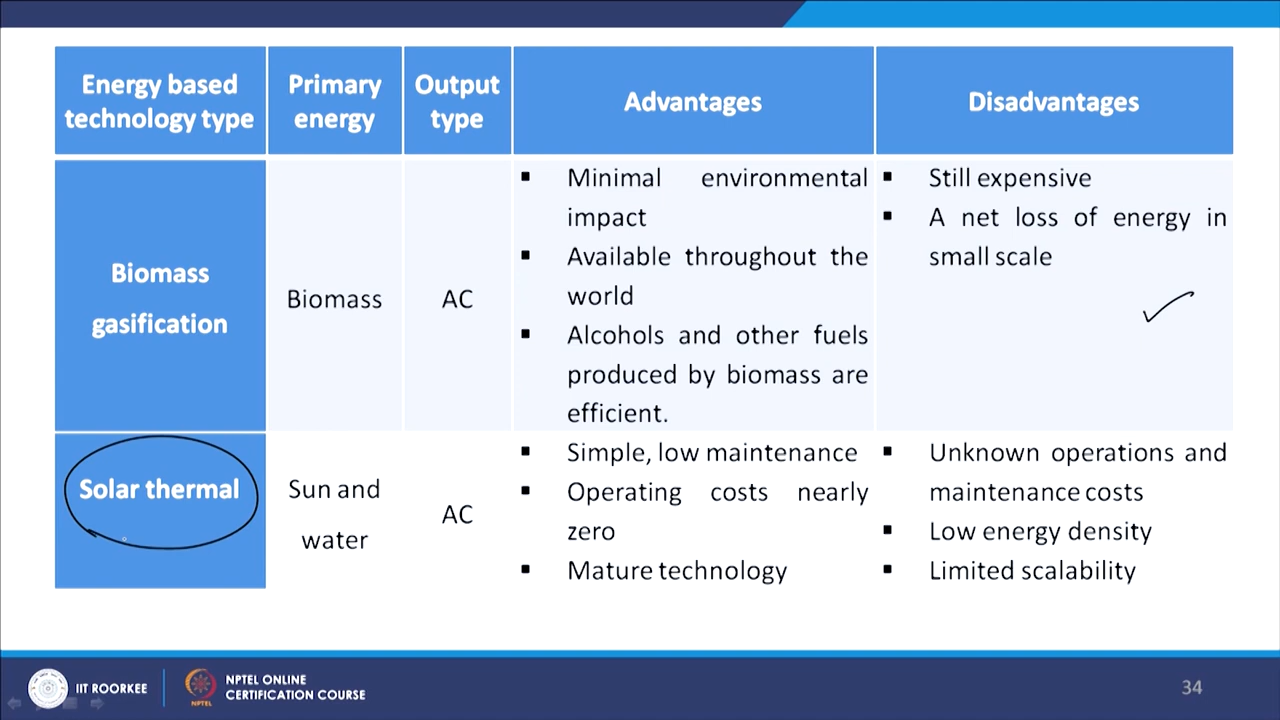 Energy based
technology type
Primary
energy
Output
type
Advantages
Disadvantages
Biomass
gasification
Biomass
AC
▪ Minimal environmental
impact
▪ Available throughout the
world
▪ Alcohols and other fuels
produced by biomass are
efficient.
▪ Still expensive
▪ A net loss of energy in
small scale
Solar thermal
Sun and
water
AC
▪ Simple, low maintenance
▪ Operating costs nearly
zero
▪ Mature technology
▪ Unknown operations and
maintenance costs
▪ Low energy density
▪ Limited scalability
IIT ROORKEE
NPTEL
NPTEL ONLINE
CERTIFICATION COURSE
34